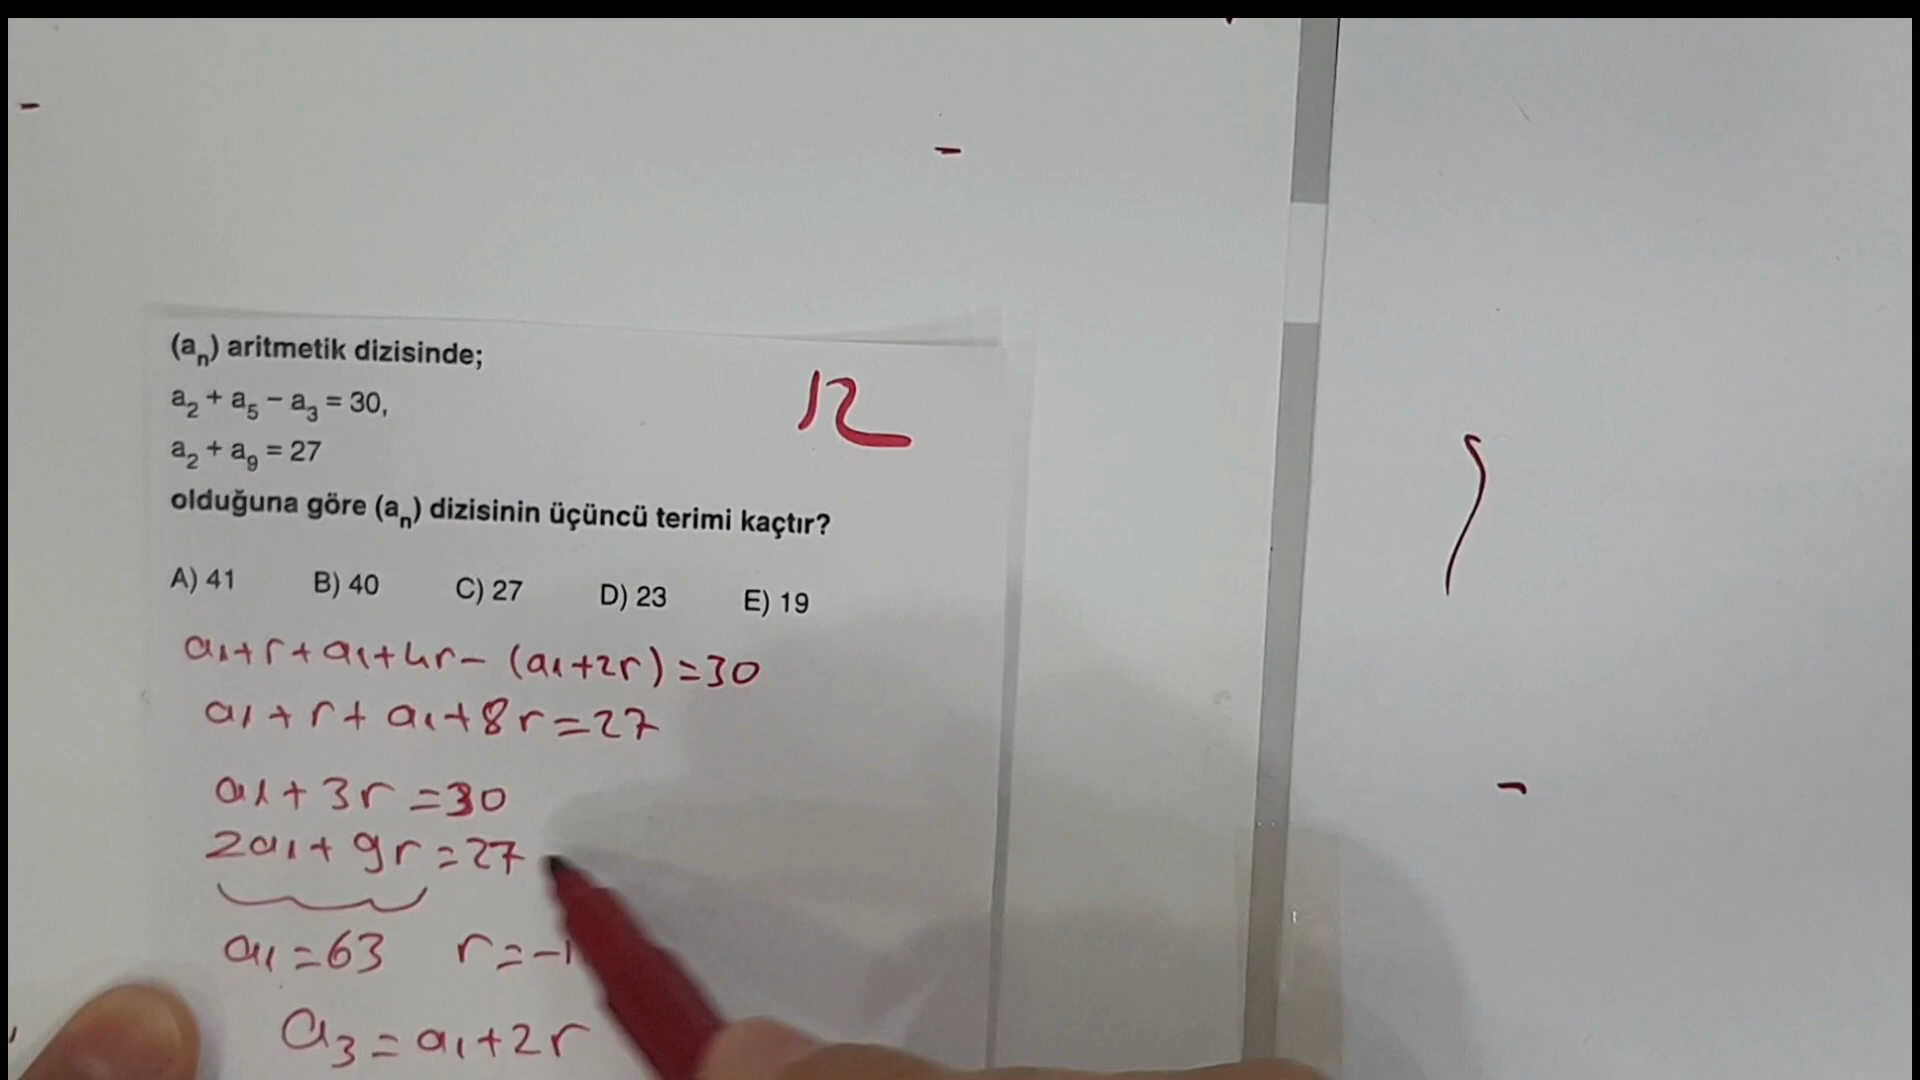 (aₙ) aritmetik dizisinde;
a₂ + a₅ − a₃ = 30,
a₂ + a₉ = 27
olduğuna göre (aₙ) dizisinin üçüncü terimi kaçtır?
A) 41 B) 40 C) 27 D) 23 E) 19
12
a₁+r+a₁+4r−(a₁+2r)=30
a₁+r+a₁+8r=27
a₁+3r=30
2a₁+9r=27
a₁=63 r=−1
a₃=a₁+2r